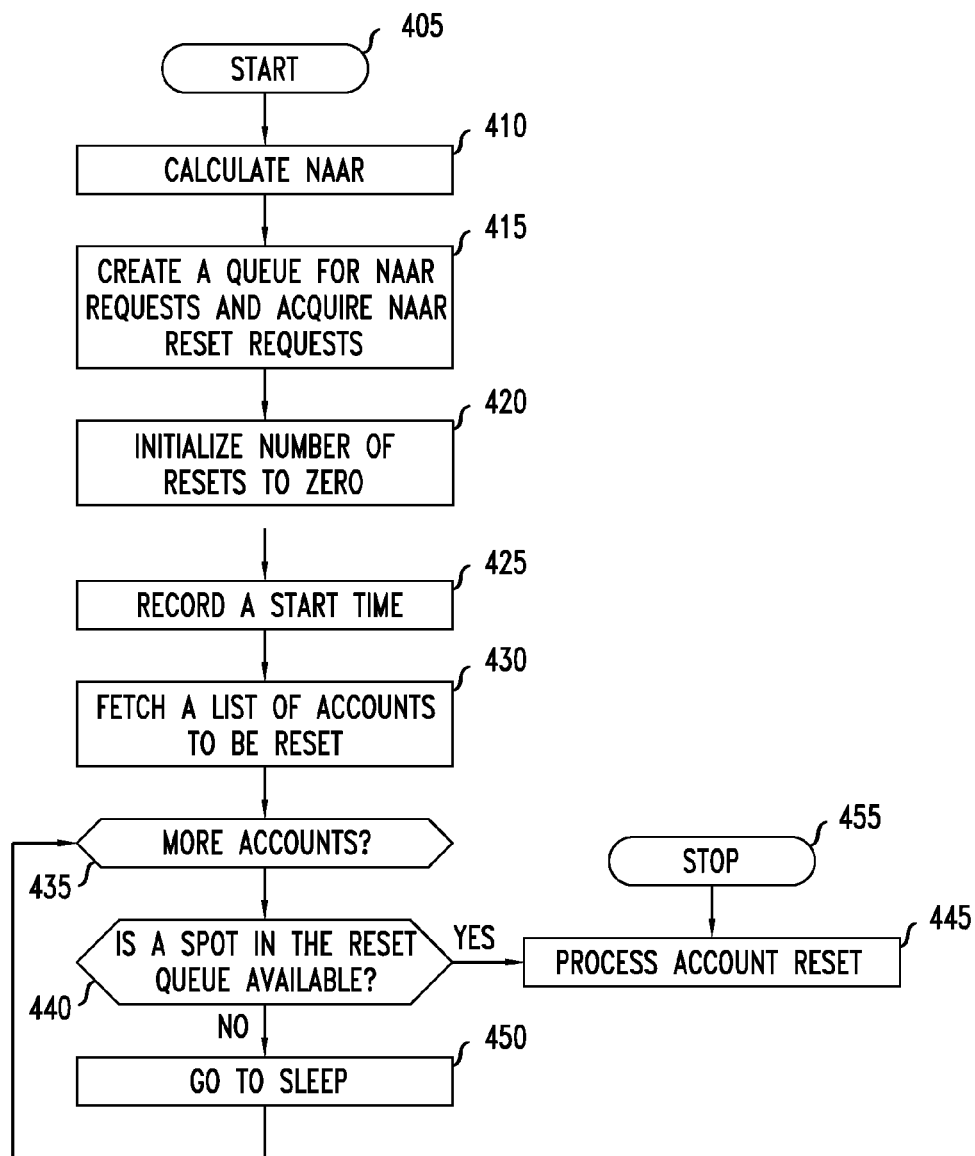 405
START
410
CALCULATE NAAR
415
CREATE A QUEUE FOR NAAR
REQUESTS AND ACQUIRE NAAR
RESET REQUESTS
420
INITIALIZE NUMBER OF
RESETS TO ZERO
425
RECORD A START TIME
430
FETCH A LIST OF ACCOUNTS
TO BE RESET
MORE ACCOUNTS?
435
455
STOP
IS A SPOT IN THE RESET
QUEUE AVAILABLE?
440
YES
445
PROCESS ACCOUNT RESET
NO
450
GO TO SLEEP